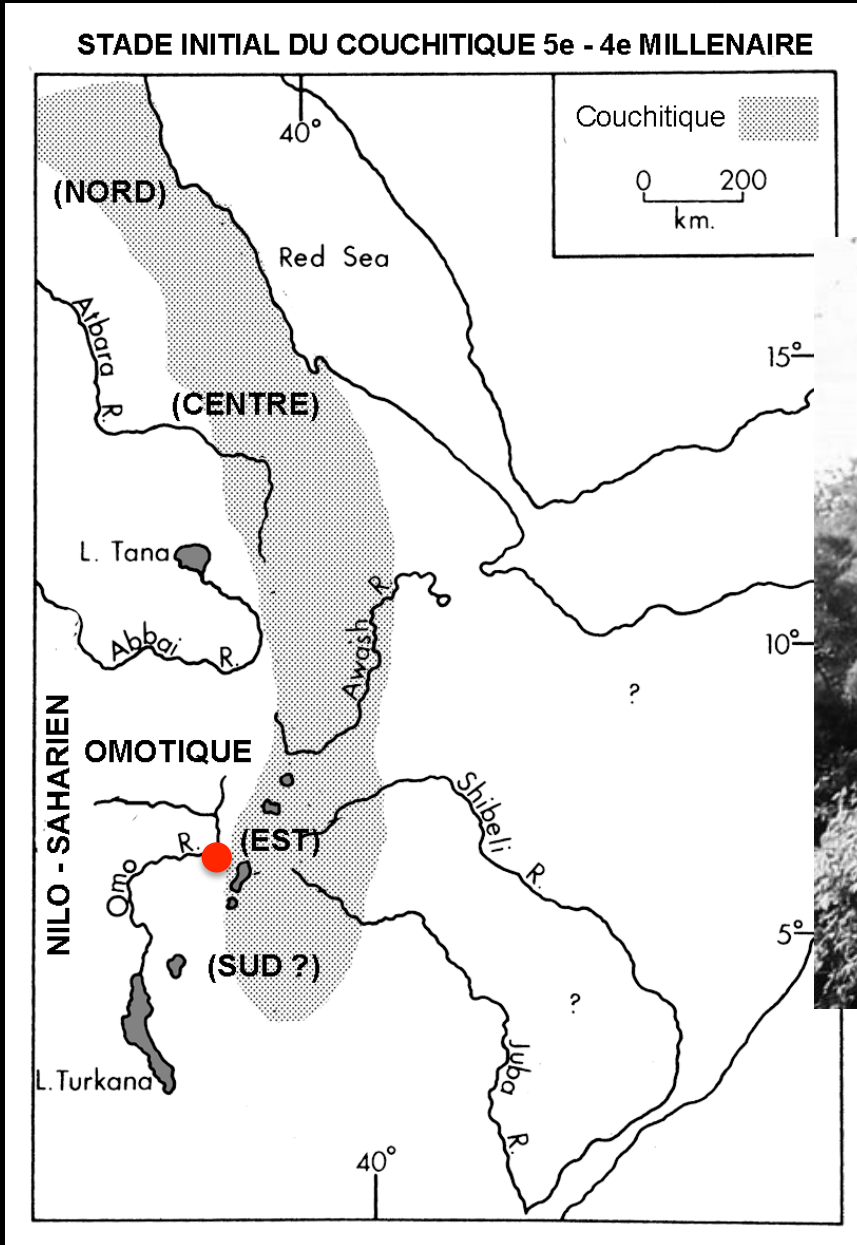 STADE INITIAL DU COUCHITIQUE 5e - 4e MILLENAIRE
40°
Couchitique
0 200
km.
(NORD)
Red Sea
Atbara R.
15°
(CENTRE)
L. Tana
Abbai R.
Awash R.
10°
?
NILO - SAHARIEN
OMOTIQUE
Shibeli R.
(EST)
Omo R.
5°
(SUD ?)
?
L. Turkana
Juba R.
40°